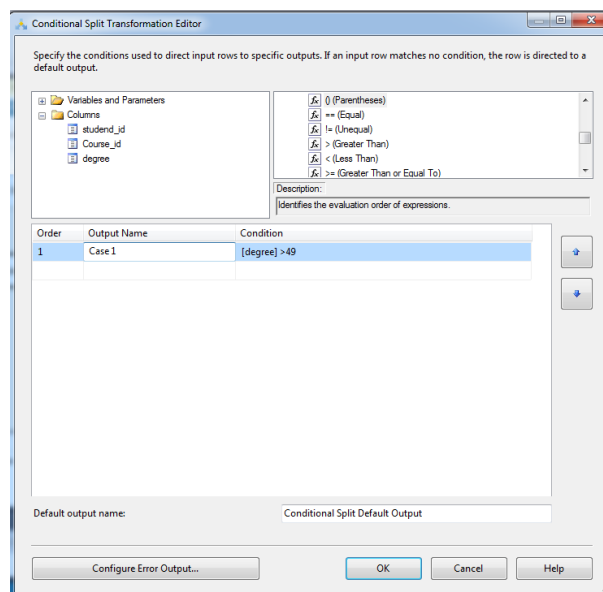 Conditional Split Transformation Editor
Specify the conditions used to direct input rows to specific outputs. If an input row matches no condition, the row is directed to a
default output.
Variables and Parameters
Columns
studend_id
Course_id
degree
() (Parentheses)
== (Equal)
!= (Unequal)
> (Greater Than)
< (Less Than)
>= (Greater Than or Equal To)
Description:
Identifies the evaluation order of expressions.
Order Output Name Condition
1 Case 1 [degree] >49
Default output name: Conditional Split Default Output
Configure Error Output... OK Cancel Help